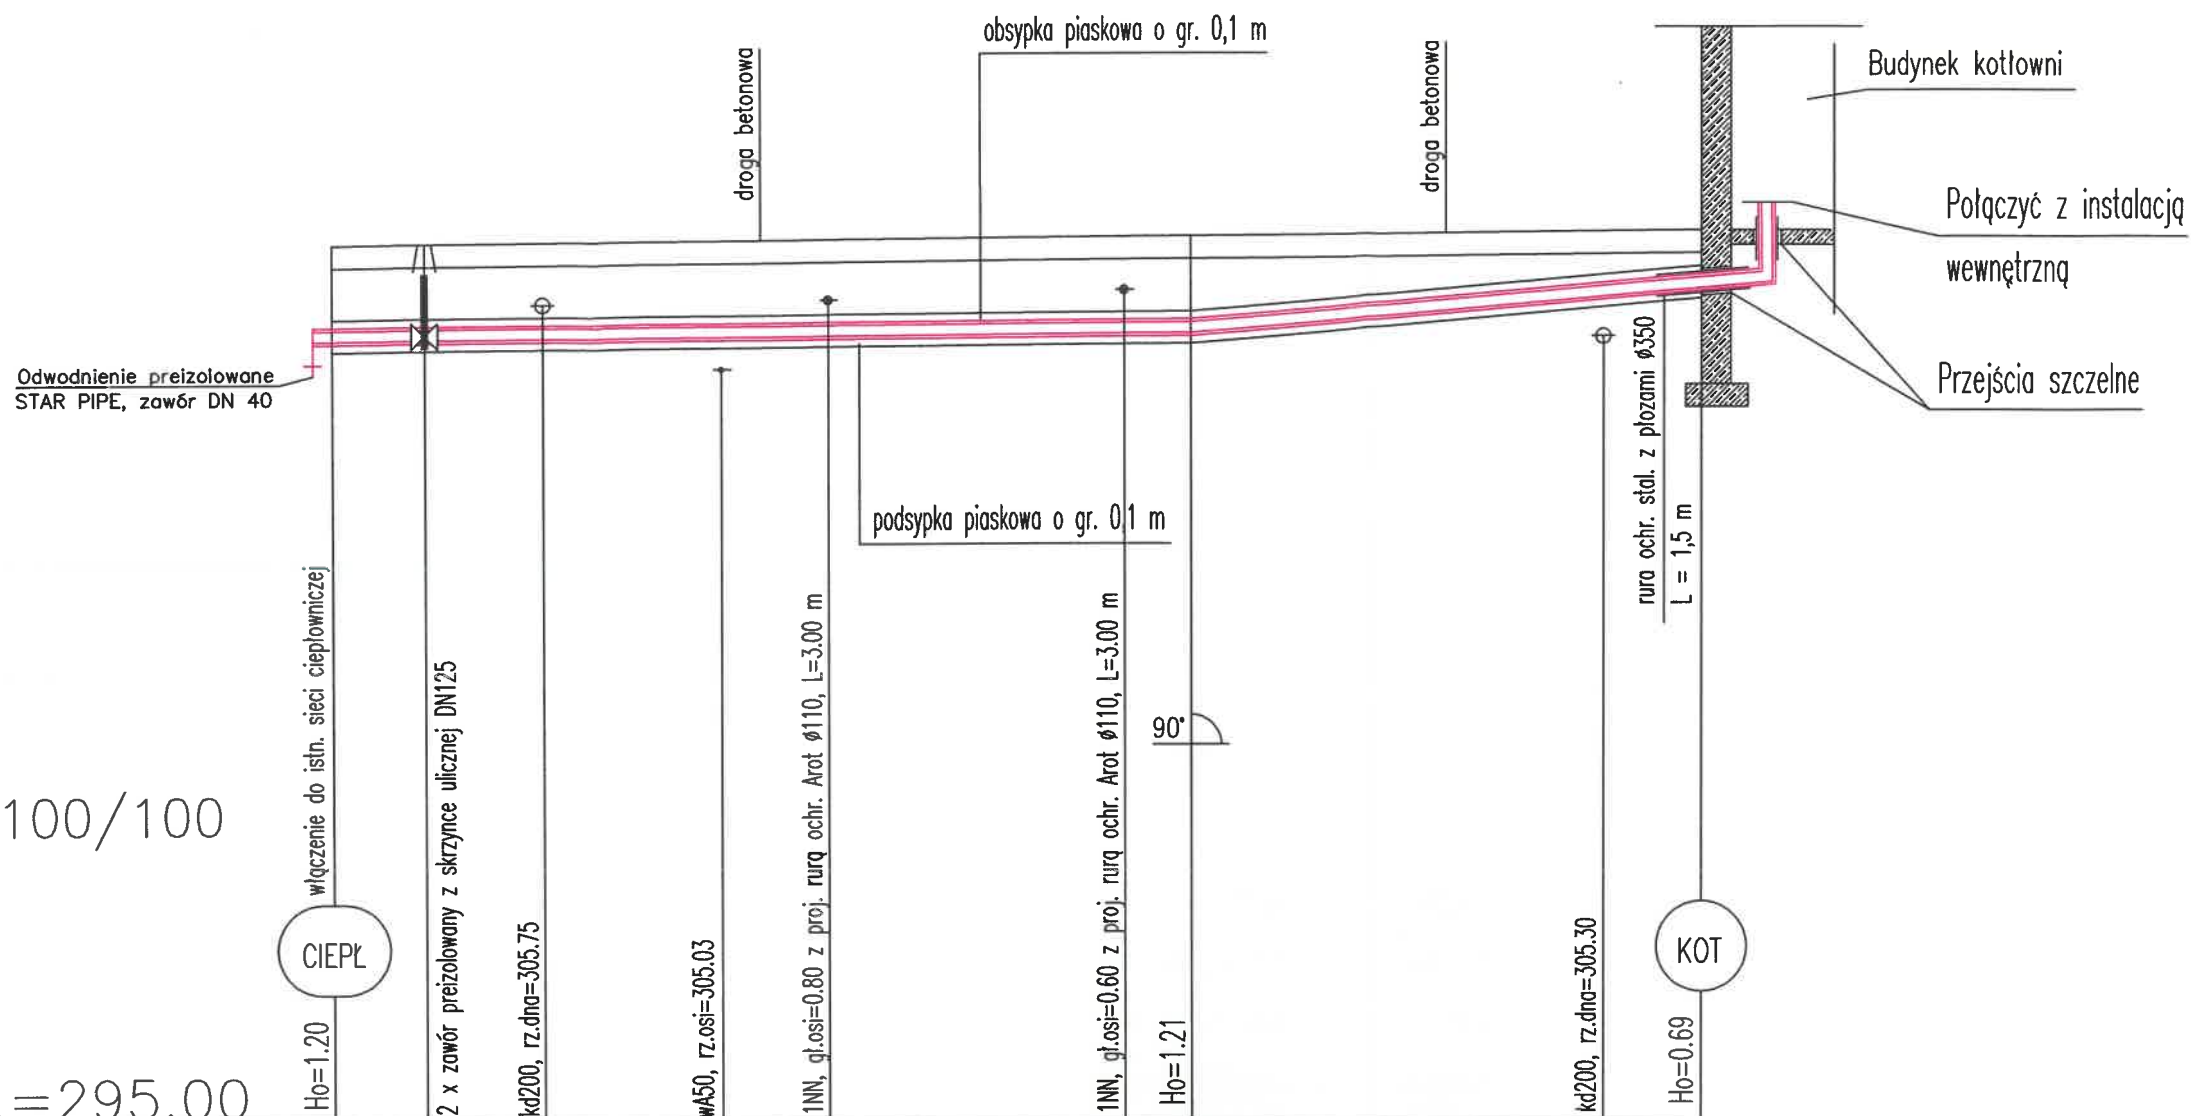 obsypka piaskowa o gr. 0,1 m
droga betonowa
droga betonowa
Budynek kotłowni
Połączyć z instalacją
wewnętrzną
Przejścia szczelne
Odwodnienie preizolowane
STAR PIPE, zawór DN 40
podsypka piaskowa o gr. 0,1 m
rura ochr. stal. z płozami ø350
L = 1,5 m
włączenie do istn. sieci ciepłowniczej
2 x zawór preizolowany z skrzynce ulicznej DN125
kd200, rz.dna=305.75
wA50, rz.osi=305.03
1NN, gł.osi=0.80 z proj. rurą ochr. Arot ø110, L=3.00 m
1NN, gł.osi=0.60 z proj. rurą ochr. Arot ø110, L=3.00 m
90°
kd200, rz.dna=305.30
100/100
CIEPŁ
KOT
Ho=1.20
Ho=1.21
Ho=0.69
=295.00